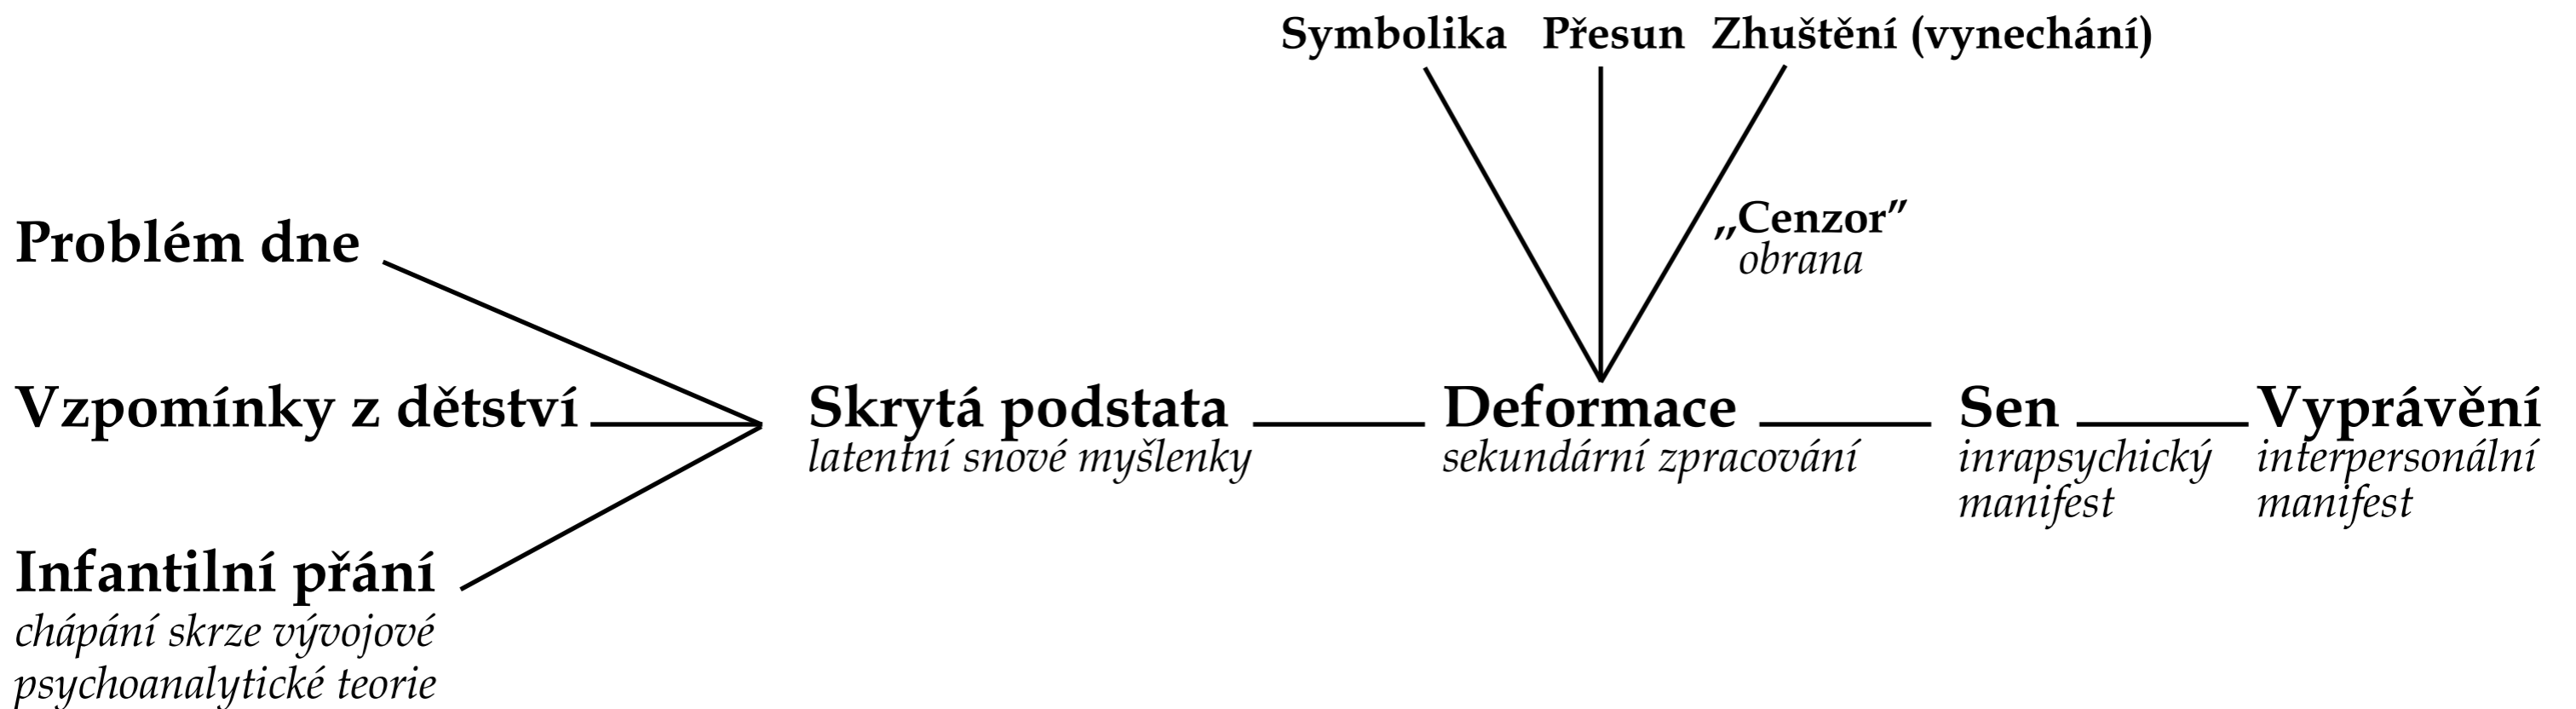 Symbolika Přesun Zhuštění (vynechání)
„Cenzor”
obrana
Problém dne
Vzpomínky z dětství
Infantilní přání
chápání skrze vývojové
psychoanalytické teorie
Skrytá podstata
latentní snové myšlenky
Deformace
sekundární zpracování
Sen
inrapsychický
manifest
Vyprávění
interpersonální
manifest